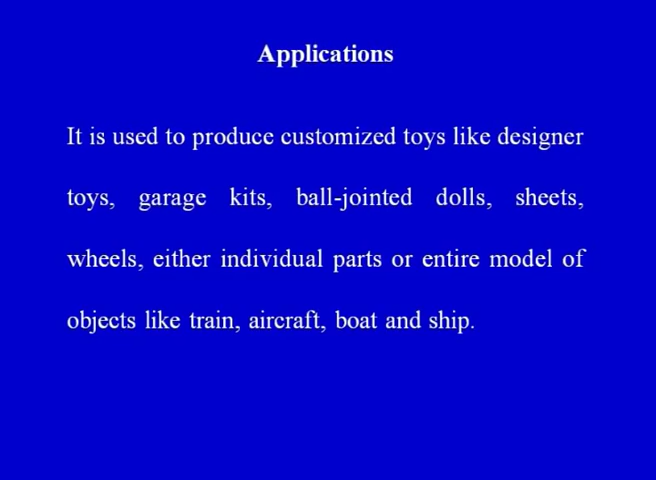 Applications
It is used to produce customized toys like designer
toys, garage kits, ball-jointed dolls, sheets,
wheels, either individual parts or entire model of
objects like train, aircraft, boat and ship.